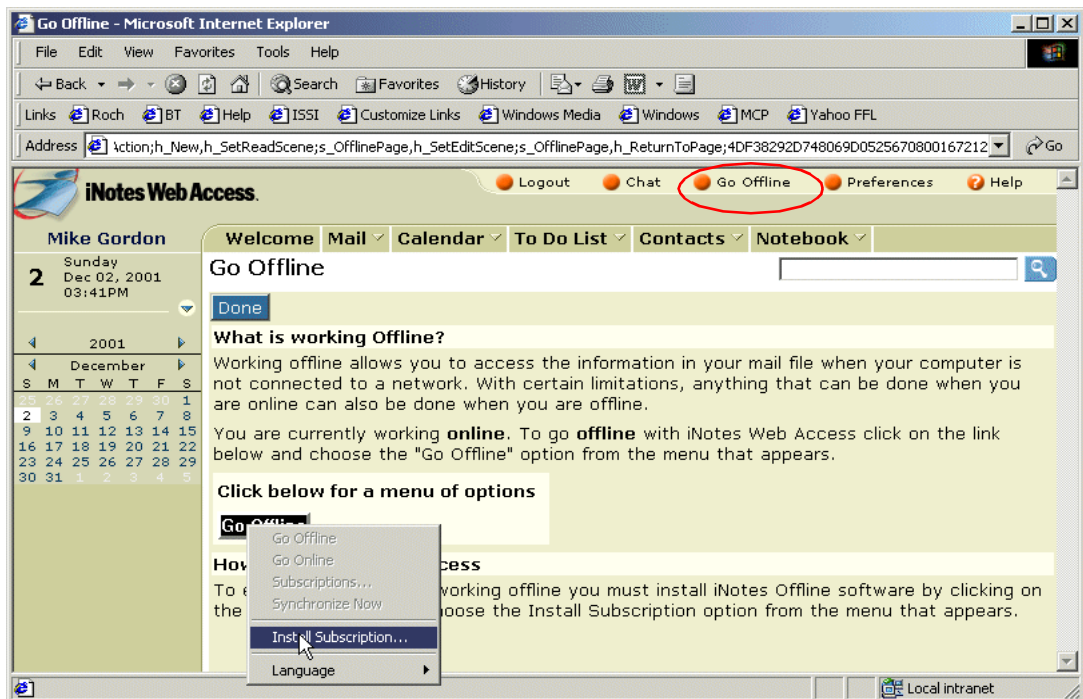 Go Offline - Microsoft Internet Explorer
File Edit View Favorites Tools Help
Back Search Favorites History
Links Roch BT Help ISSI Customize Links Windows Media Windows MCP Yahoo FFL
Address \ction;h_New,h_SetReadScene;s_OfflinePage,h_SetEditScene;s_OfflinePage,h_ReturnToPage;4DF38292D748069D0525670800167212 Go
iNotes Web Access.
Logout Chat Go Offline Preferences Help
Mike Gordon
Welcome Mail Calendar To Do List Contacts Notebook
2 Sunday
Dec 02, 2001
03:41PM
Go Offline
Done
2001
December
S M T W T F S
25 26 27 28 29 30 1
2 3 4 5 6 7 8
9 10 11 12 13 14 15
16 17 18 19 20 21 22
23 24 25 26 27 28 29
30 31 1 2 3 4 5
What is working Offline?
Working offline allows you to access the information in your mail file when your computer is
not connected to a network. With certain limitations, anything that can be done when you
are online can also be done when you are offline.
You are currently working online. To go offline with iNotes Web Access click on the link
below and choose the "Go Offline" option from the menu that appears.
Click below for a menu of options
Go Offline
Go Offline
Go Online
Subscriptions...
Synchronize Now
Install Subscription...
Language
working offline you must install iNotes Offline software by clicking on
the Install Subscription option from the menu that appears.
Local intranet